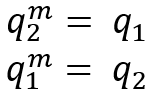 q_2^m = q_1
q_1^m = q_2